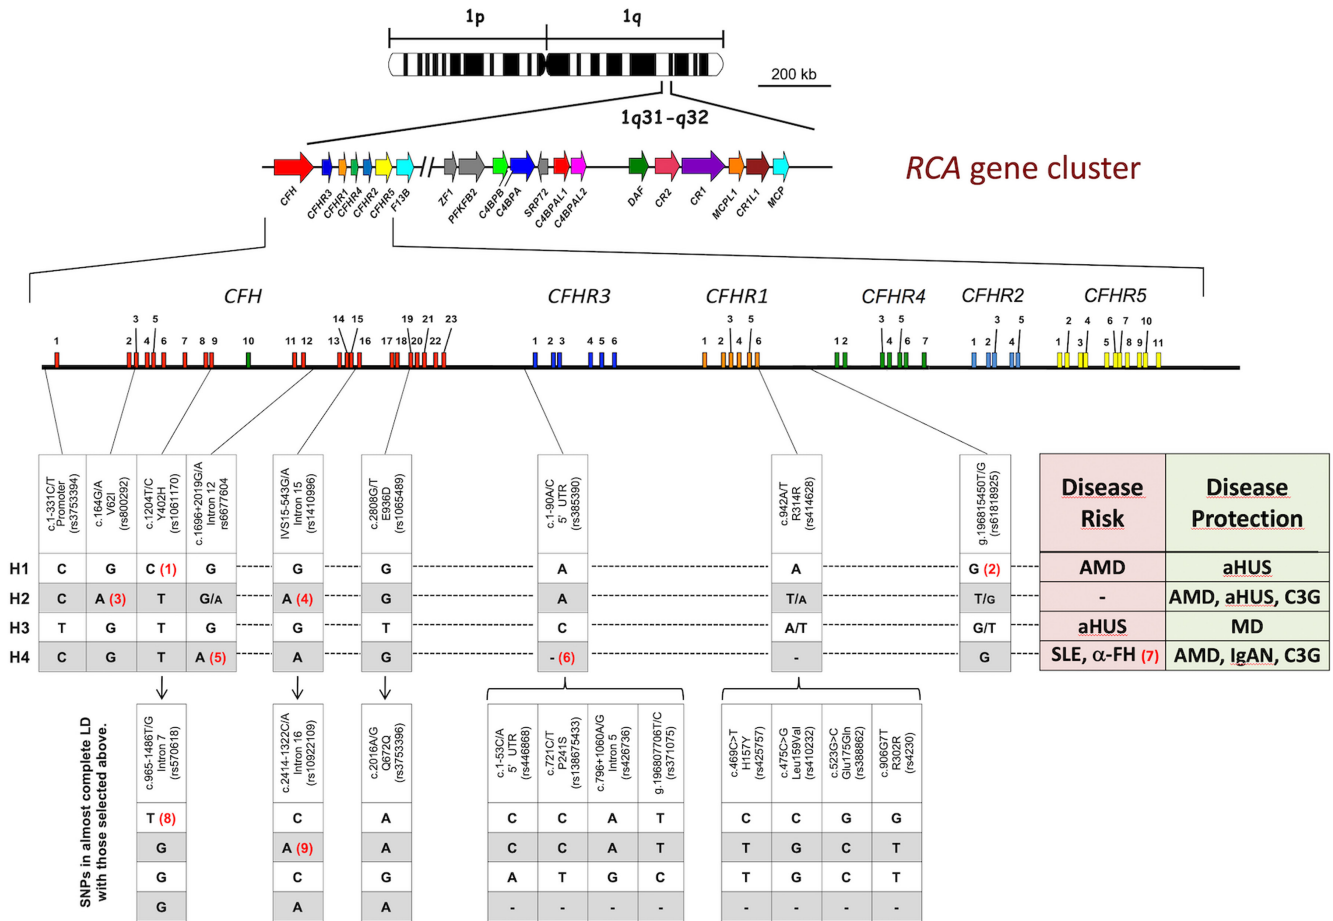 1p 1q
200 kb
1q31-q32
RCA gene cluster
CFH CFHR3 CFHR1 CFHR4 CFHR2 CFHR5 F13B ZF1 PFKFB2 C4BPB C4BPA SRP72 C4BPAL1 C4BPAL2 DAF CR2 CR1 MCPL1 CR1L1 MCP
CFH CFHR3 CFHR1 CFHR4 CFHR2 CFHR5
1 2 3 4 5 6 7 8 9 10 11 12 13 14 15 16 17 18 19 20 21 22 23
1 2 3 4 5 6
1 2 3 4 5 6
1 2 3 4 5 6 7
1 2 3 4 5
1 2 3 4 5 6 7 8 9 10 11
c.1-331C/T
Promoter
(rs3753394)
c.164G/A
V62I
(rs800292)
c.1204T/C
Y402H
(rs1061170)
c.1696+2019G/A
Intron 12
rs6677604
IVS15-543G/A
Intron 15
(rs1410996)
c.2808G/T
E936D
(rs1065489)
c.1-90A/C
5' UTR
(rs385390)
c.942A/T
R314R
(rs414628)
g.196815450T/G
(rs61818925)
Disease
Risk
Disease
Protection
H1 C G C (1) G G G A A G (2) AMD aHUS
H2 C A (3) T G/A A (4) G A T/A T/G - AMD, aHUS, C3G
H3 T G T G G T C A/T G/T aHUS MD
H4 C G T A (5) A G - (6) - G SLE, α-FH (7) AMD, IgAN, C3G
SNPs in almost complete LD
with those selected above.
c.965-1486T/G
Intron 7
(rs570618)
c.2414-1322C/A
Intron 16
(rs10922109)
c.2016A/G
Q672Q
(rs3753396)
c.1-53C/A
5' UTR
(rs446868)
c.721C/T
P241S
(rs138675433)
c.796+1060A/G
Intron 5
(rs426736)
g.196807706T/C
(rs371075)
c.469C>T
H157Y
(rs425757)
c.475C>G
Leu159Val
(rs410232)
c.523G>C
Glu175Gln
(rs388862)
c.906G7T
R302R
(rs4230)
T (8) C A C C A T C C G G
G A (9) A C C A T T G C T
G C G A T G C T G C T
G A A - - - - - - - -